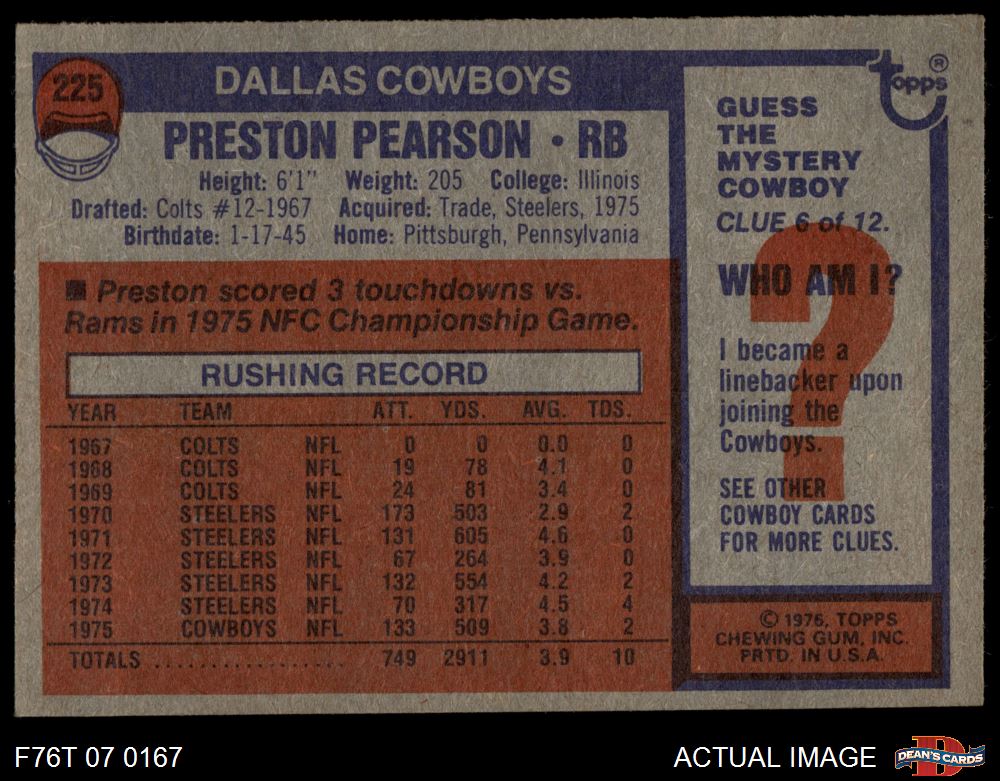 225
DALLAS COWBOYS
PRESTON PEARSON · RB
Height: 6'1" Weight: 205 College: Illinois
Drafted: Colts #12-1967 Acquired: Trade, Steelers, 1975
Birthdate: 1-17-45 Home: Pittsburgh, Pennsylvania
■ Preston scored 3 touchdowns vs.
Rams in 1975 NFC Championship Game.
RUSHING RECORD
YEAR TEAM ATT. YDS. AVG. TDS.
1967 COLTS NFL 0 0 0.0 0
1968 COLTS NFL 19 78 4.1 0
1969 COLTS NFL 24 81 3.4 0
1970 STEELERS NFL 173 503 2.9 2
1971 STEELERS NFL 131 605 4.6 0
1972 STEELERS NFL 67 264 3.9 0
1973 STEELERS NFL 132 554 4.2 2
1974 STEELERS NFL 70 317 4.5 4
1975 COWBOYS NFL 133 509 3.8 2
TOTALS ................. 749 2911 3.9 10
Topps ®
GUESS
THE
MYSTERY
COWBOY
CLUE 6 of 12.
WHO AM I?
I became a
linebacker upon
joining the
Cowboys.
SEE OTHER
COWBOY CARDS
FOR MORE CLUES.
© 1976, TOPPS
CHEWING GUM, INC.
PRTD. IN U.S.A.
F76T 07 0167
ACTUAL IMAGE
D
DEAN'S CARDS